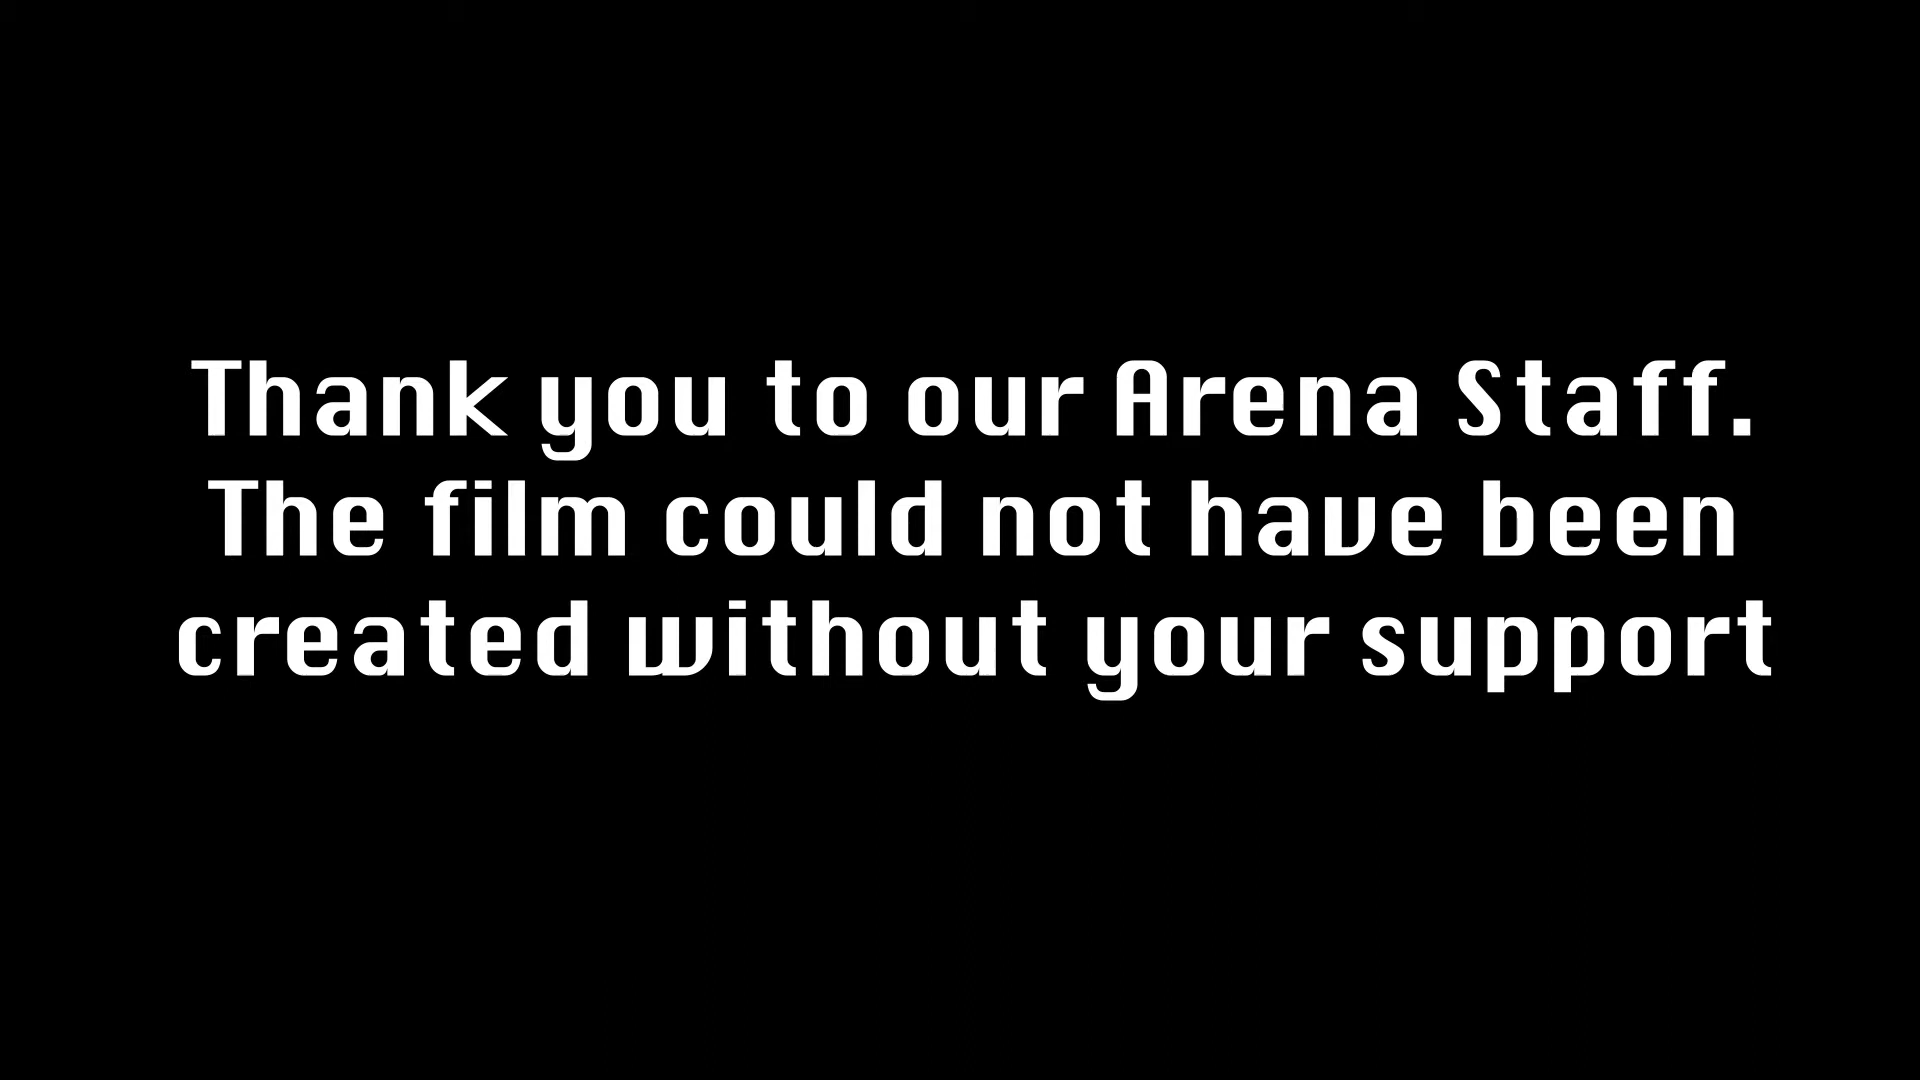 Thank you to our Arena Staff.
The film could not have been
created without your support